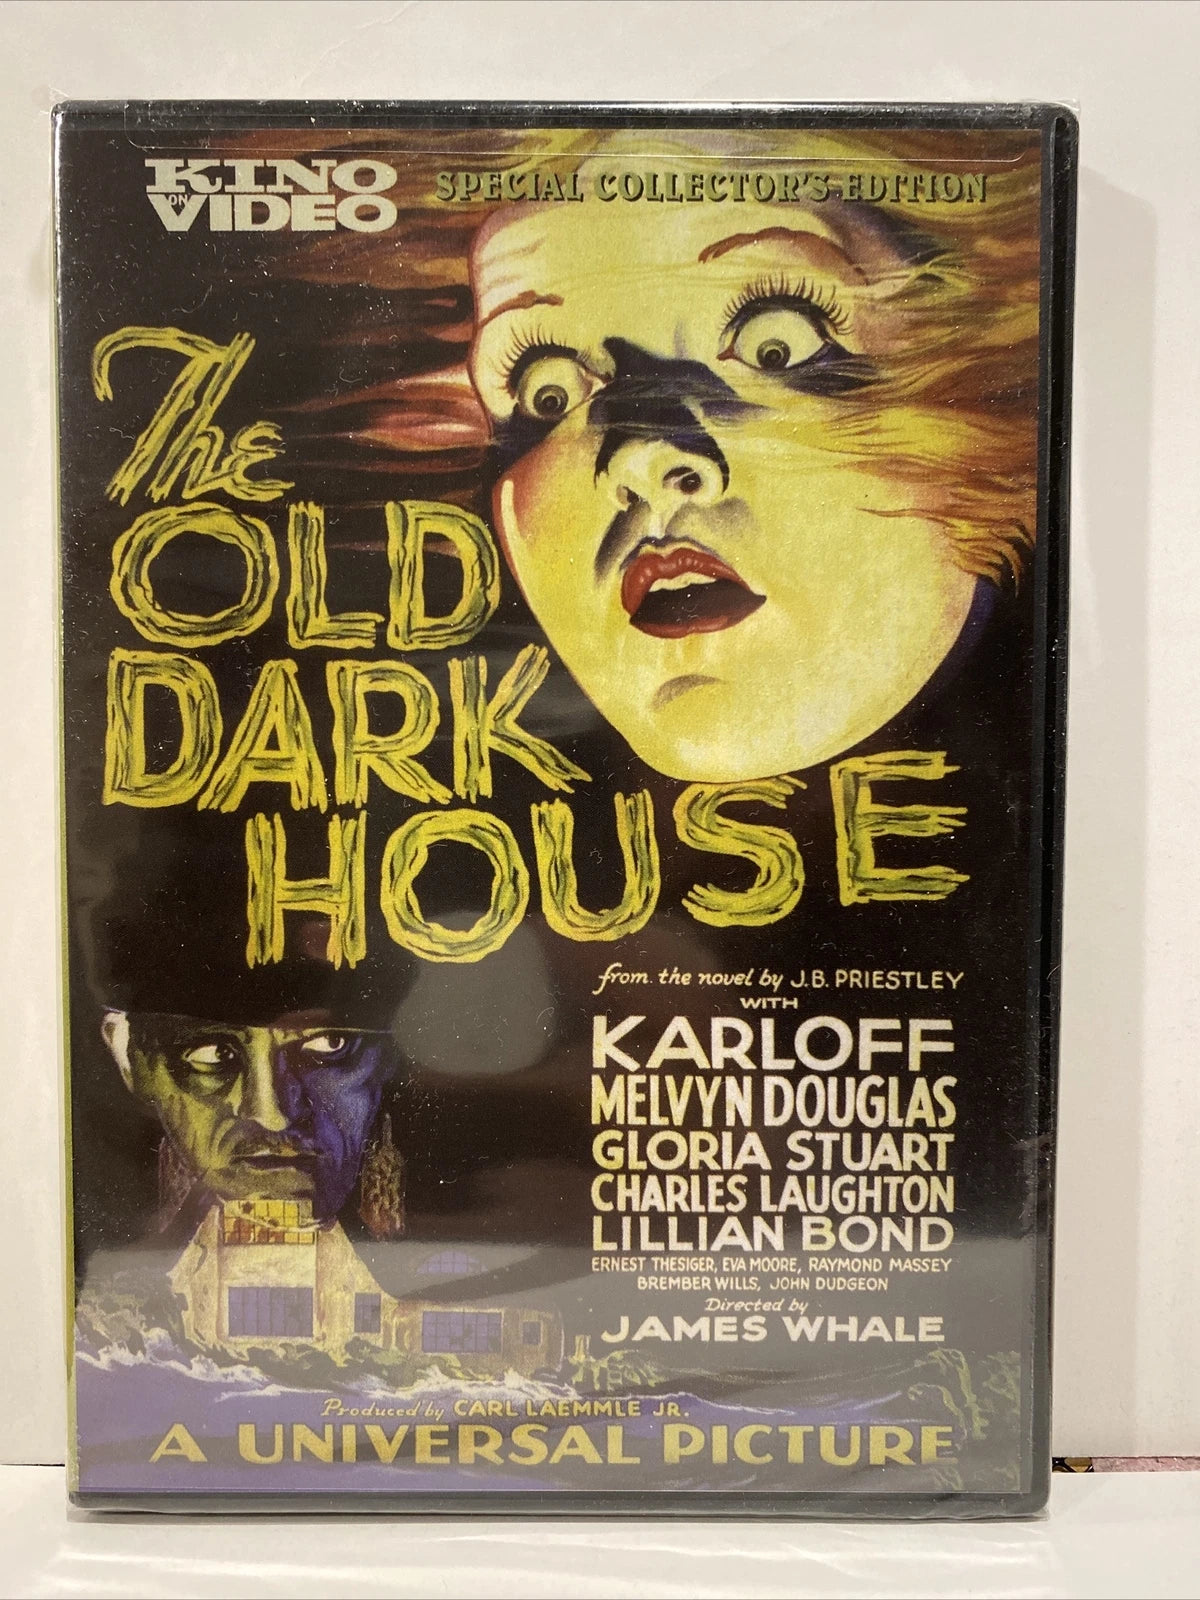 KINO
ON
VIDEO
SPECIAL COLLECTOR'S EDITION
The
OLD
DARK
HOUSE
from the novel by J.B. PRIESTLEY
WITH
KARLOFF
MELVYN DOUGLAS
GLORIA STUART
CHARLES LAUGHTON
LILLIAN BOND
ERNEST THESIGER, EVA MOORE, RAYMOND MASSEY
BREMBER WILLS, JOHN DUDGEON
Directed by
JAMES WHALE
Produced by CARL LAEMMLE JR.
A UNIVERSAL PICTURE